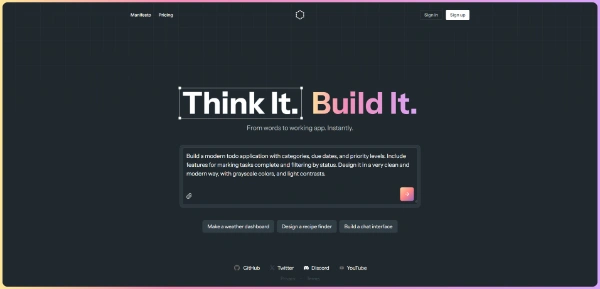 Manifesto Pricing Sign in Sign up
Think It. Build It.
From words to working app. Instantly.
Build a modern todo application with categories, due dates, and priority levels. Include
features for marking tasks complete and filtering by status. Design it in a very clean and
modern way, with grayscale colors, and light contrasts.
Make a weather dashboard Design a recipe finder Build a chat interface
GitHub Twitter Discord YouTube